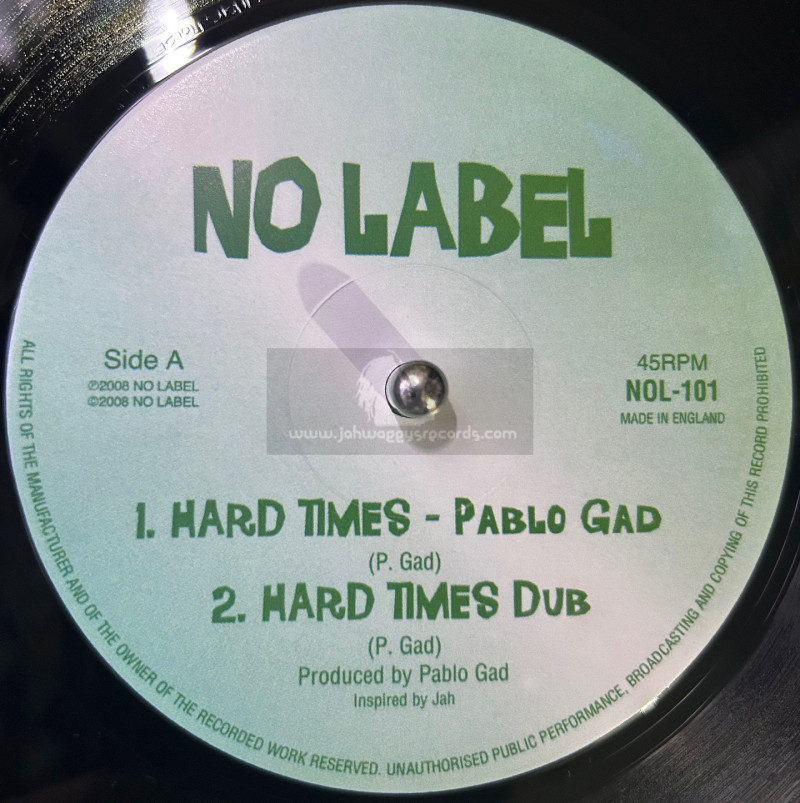 NO LABEL
Side A
℗2008 NO LABEL
©2008 NO LABEL
45RPM
NOL-101
MADE IN ENGLAND
www.jahwaggysrecords.com
1. HARD TIMES - PABLO GAD
(P. Gad)
2. HARD TIMES DUB
(P. Gad)
Produced by Pablo Gad
Inspired by Jah
ALL RIGHTS OF THE MANUFACTURER AND OF THE OWNER OF THE RECORDED WORK RESERVED. UNAUTHORISED PUBLIC PERFORMANCE, BROADCASTING AND COPYING OF THIS RECORD PROHIBITED